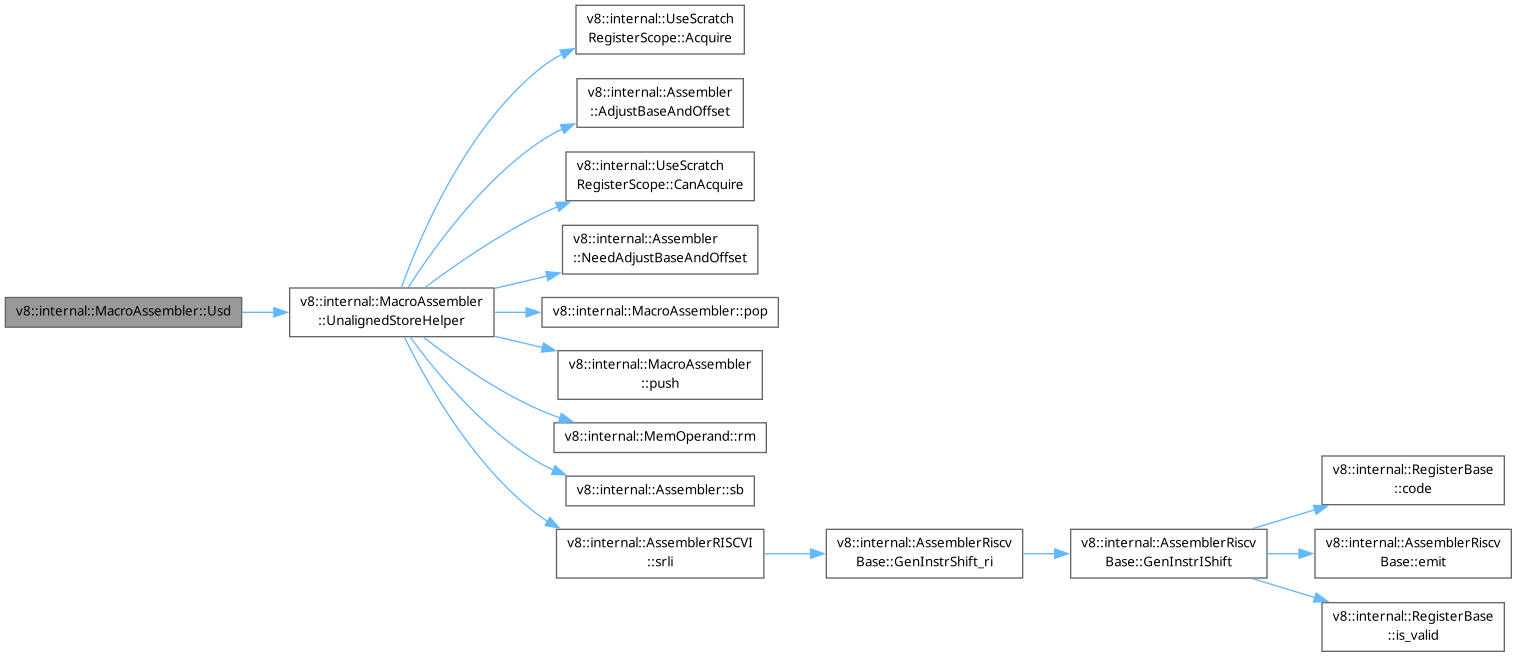 v8::internal::UseScratch
RegisterScope::Acquire
v8::internal::Assembler
::AdjustBaseAndOffset
v8::internal::UseScratch
RegisterScope::CanAcquire
v8::internal::Assembler
::NeedAdjustBaseAndOffset
v8::internal::MacroAssembler::Usd
v8::internal::MacroAssembler
::UnalignedStoreHelper
v8::internal::MacroAssembler::pop
v8::internal::MacroAssembler
::push
v8::internal::MemOperand::rm
v8::internal::Assembler::sb
v8::internal::AssemblerRISCVI
::srli
v8::internal::AssemblerRiscv
Base::GenInstrShift_ri
v8::internal::AssemblerRiscv
Base::GenInstrIShift
v8::internal::RegisterBase
::code
v8::internal::AssemblerRiscv
Base::emit
v8::internal::RegisterBase
::is_valid